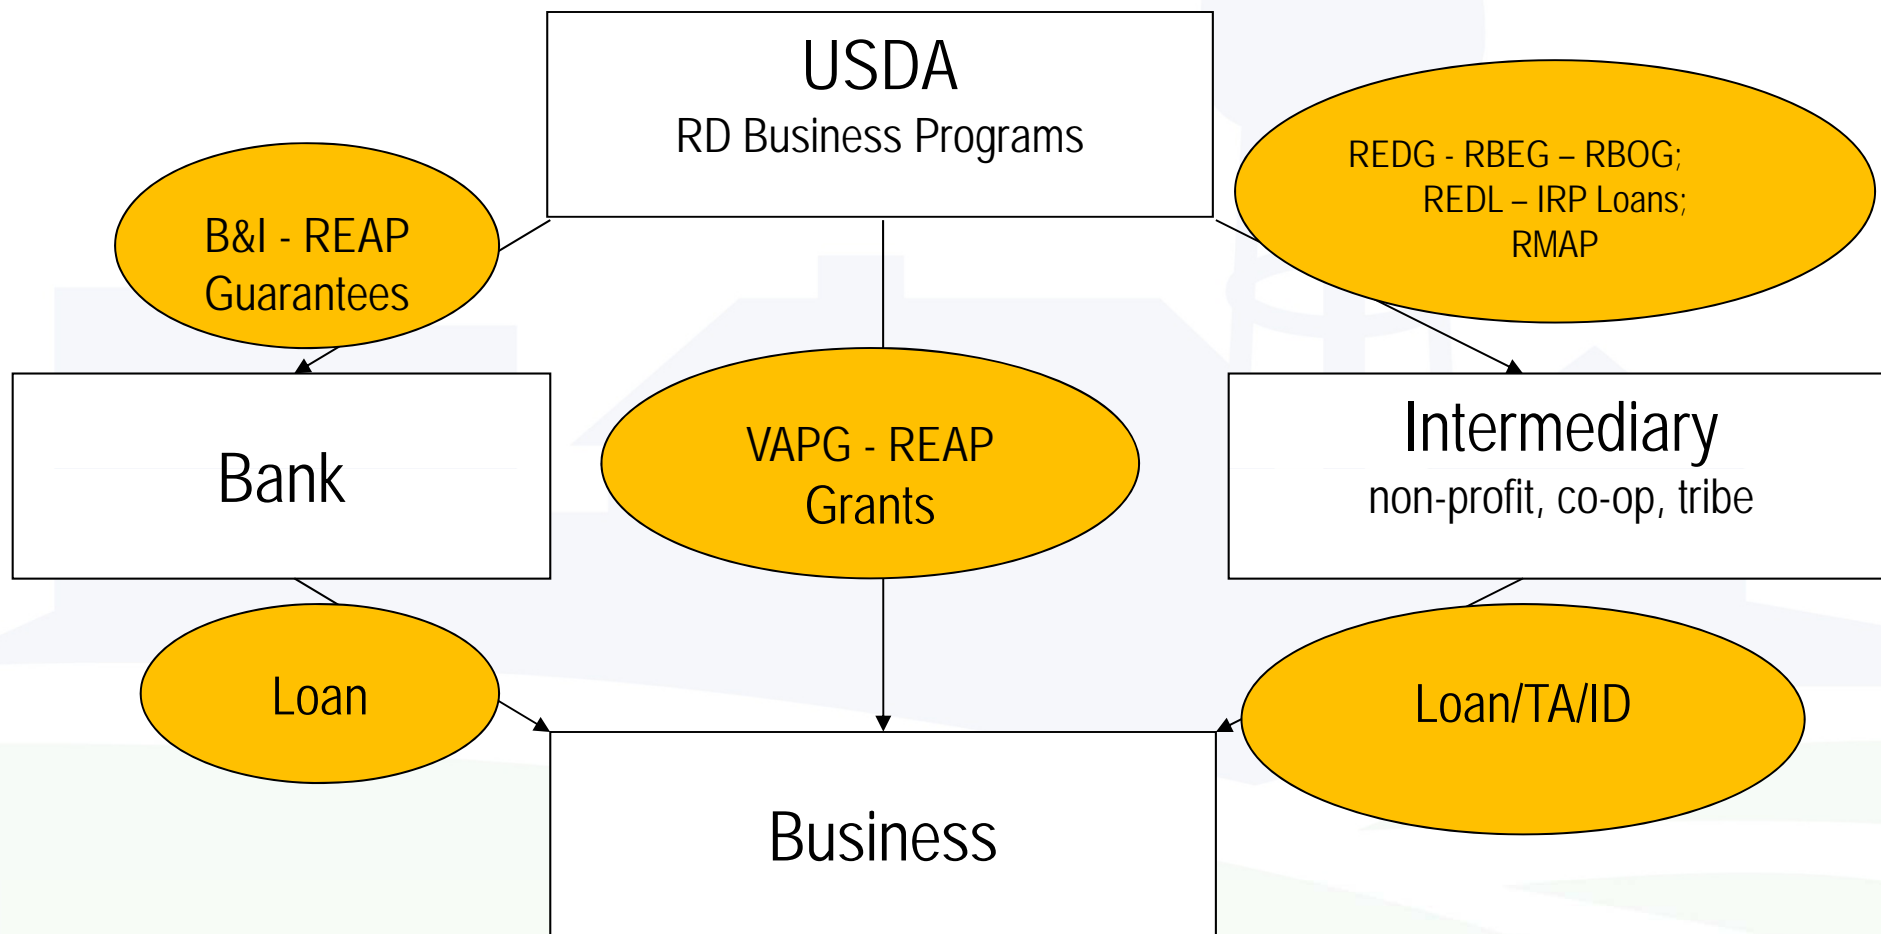 USDA
RD Business Programs
REDG - RBEG – RBOG;
REDL – IRP Loans;
RMAP
B&I - REAP
Guarantees
Bank
VAPG - REAP
Grants
Intermediary
non-profit, co-op, tribe
Loan
Loan/TA/ID
Business